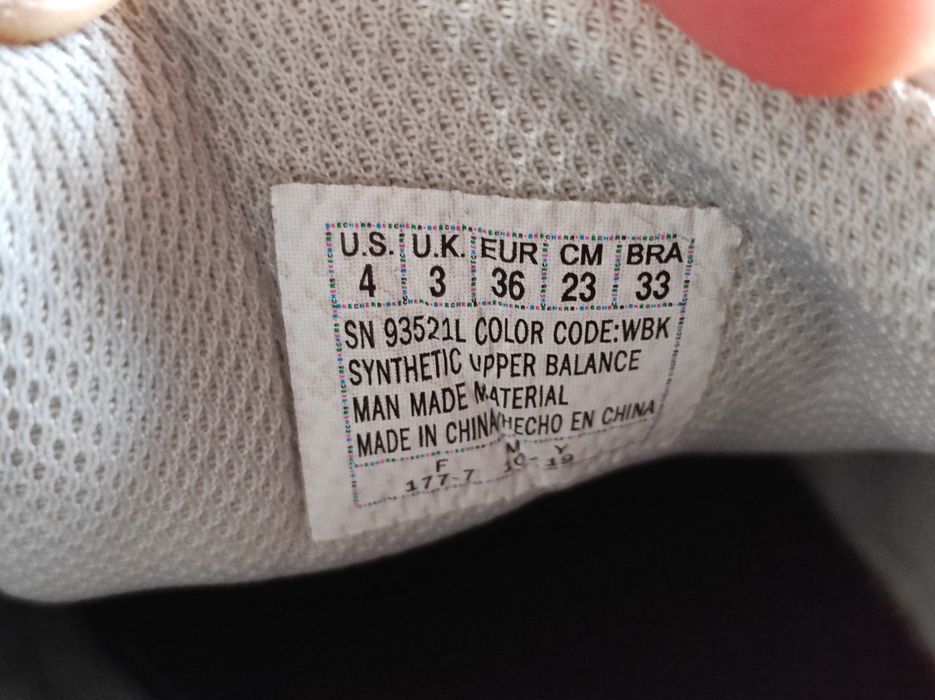 U.S. U.K. EUR CM BRA
4 3 36 23 33
SN 93521L COLOR CODE:WBK
SYNTHETIC UPPER BALANCE
MAN MADE MATERIAL
MADE IN CHINA/HECHO EN CHINA
F M Y
177-7 10-19